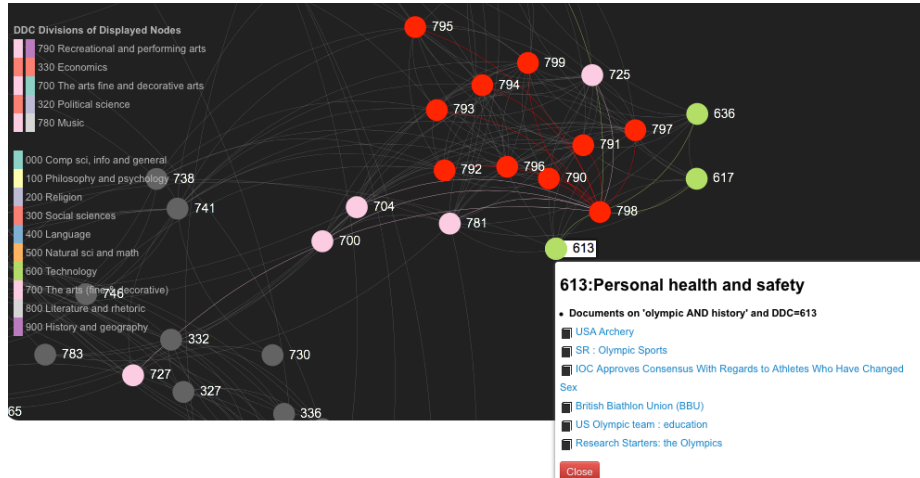 DDC Divisions of Displayed Nodes
790 Recreational and performing arts
330 Economics
700 The arts fine and decorative arts
320 Political science
780 Music
000 Comp sci, info and general
100 Philosophy and psychology
200 Religion
300 Social sciences
400 Language
500 Natural sci and math
600 Technology
700 The arts (fine & decorative)
800 Literature and rhetoric
900 History and geography
795
799
725
794
793
636
797
791
792
796
790
617
738
704
798
741
781
700
613
746
332
783
730
727
327
65
336
613:Personal health and safety
• Documents on 'olympic AND history' and DDC=613
USA Archery
SR : Olympic Sports
IOC Approves Consensus With Regards to Athletes Who Have Changed
Sex
British Biathlon Union (BBU)
US Olympic team : education
Research Starters: the Olympics
Close